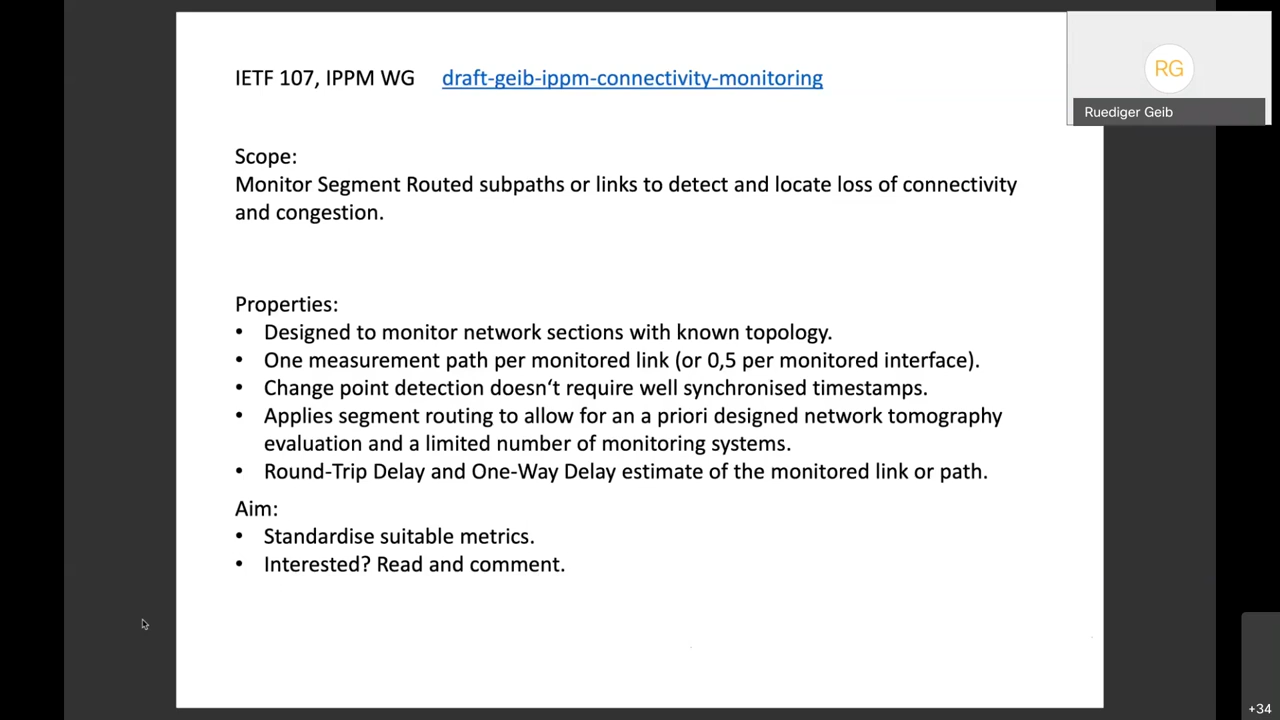 IETF 107, IPPM WG draft-geib-ippm-connectivity-monitoring
RG
Ruediger Geib
Scope:
Monitor Segment Routed subpaths or links to detect and locate loss of connectivity
and congestion.
Properties:
• Designed to monitor network sections with known topology.
• One measurement path per monitored link (or 0,5 per monitored interface).
• Change point detection doesn‘t require well synchronised timestamps.
• Applies segment routing to allow for an a priori designed network tomography
evaluation and a limited number of monitoring systems.
• Round-Trip Delay and One-Way Delay estimate of the monitored link or path.
Aim:
• Standardise suitable metrics.
• Interested? Read and comment.
+34